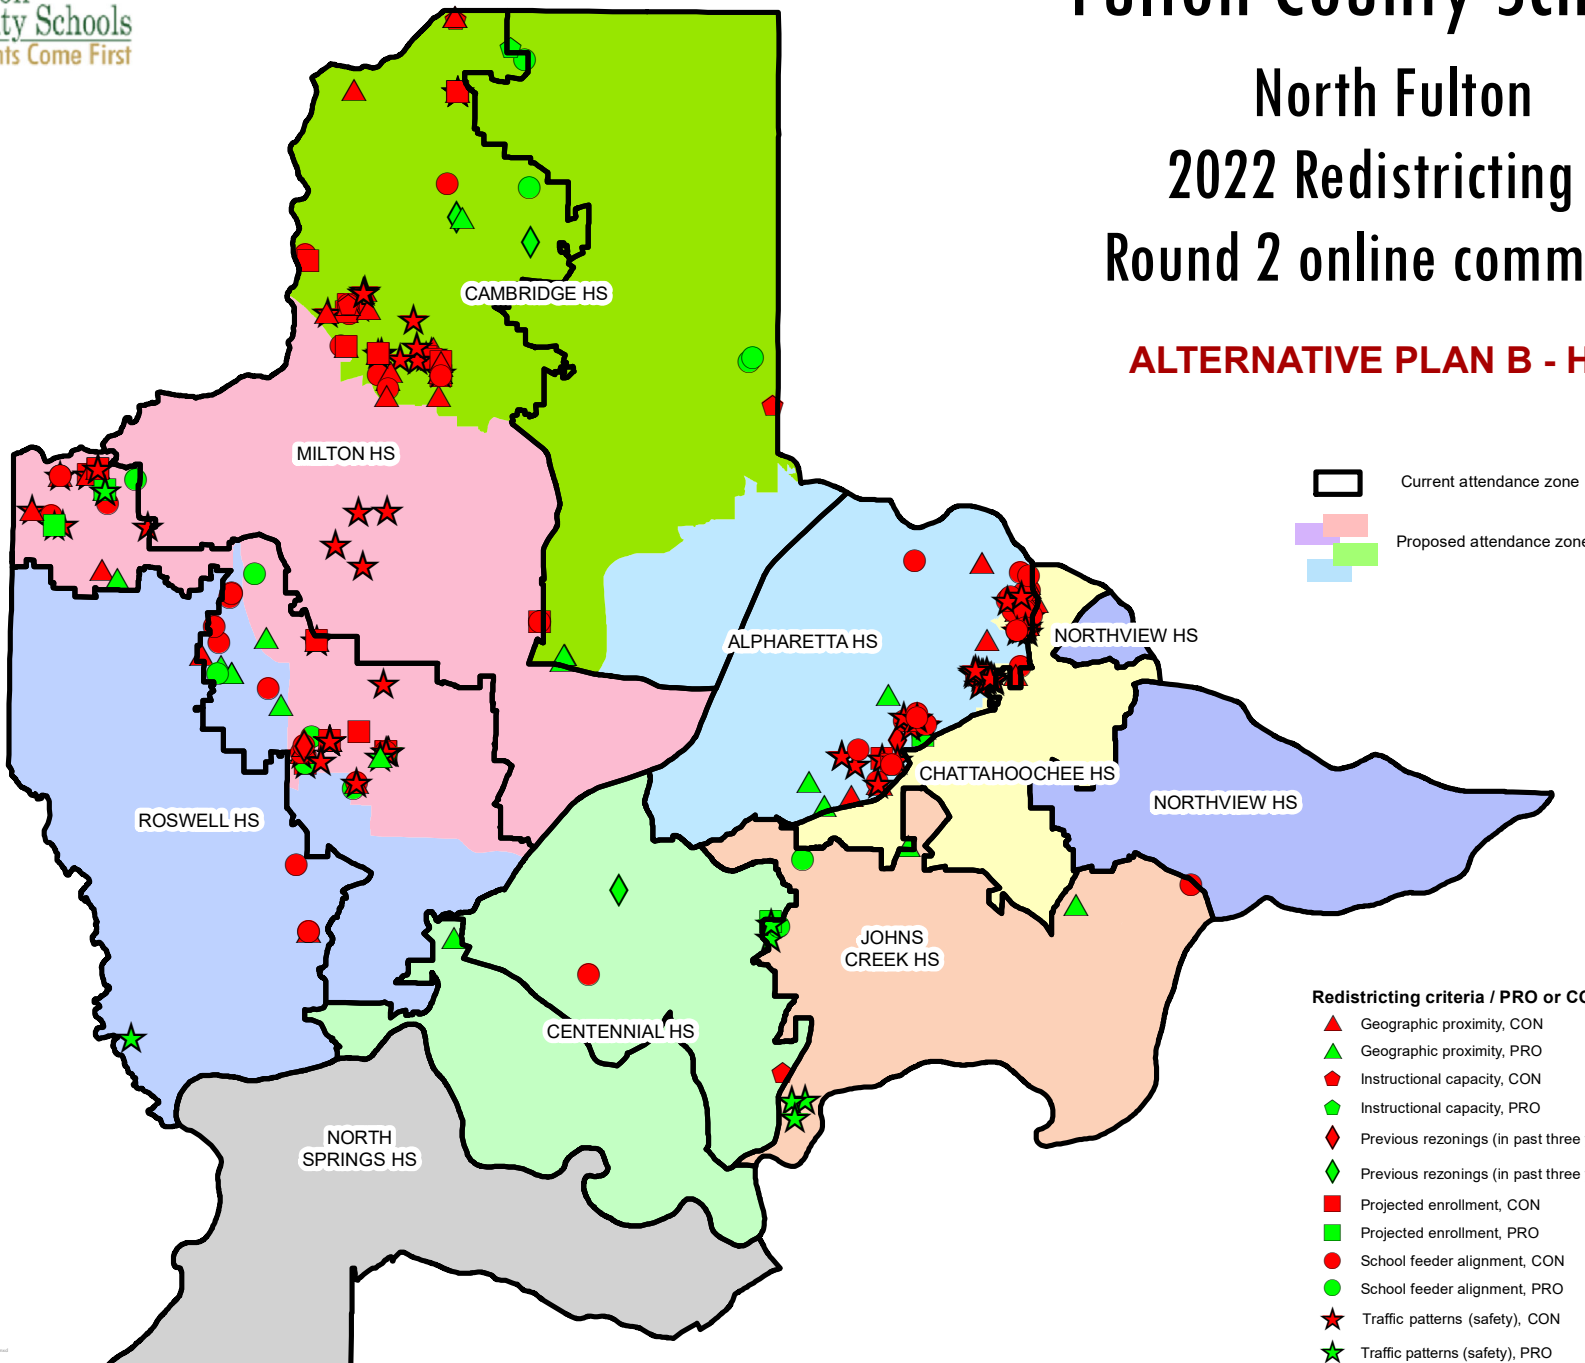 ty Schools
ts Come First
North Fulton
2022 Redistricting
Round 2 online comm
ALTERNATIVE PLAN B - H
Current attendance zone
Proposed attendance zone
CAMBRIDGE HS
MILTON HS
ALPHARETTA HS
NORTHVIEW HS
CHATTAHOOCHEE HS
NORTHVIEW HS
ROSWELL HS
JOHNS
CREEK HS
CENTENNIAL HS
NORTH
SPRINGS HS
Redistricting criteria / PRO or CO
Geographic proximity, CON
Geographic proximity, PRO
Instructional capacity, CON
Instructional capacity, PRO
Previous rezonings (in past three
Previous rezonings (in past three
Projected enrollment, CON
Projected enrollment, PRO
School feeder alignment, CON
School feeder alignment, PRO
Traffic patterns (safety), CON
Traffic patterns (safety), PRO